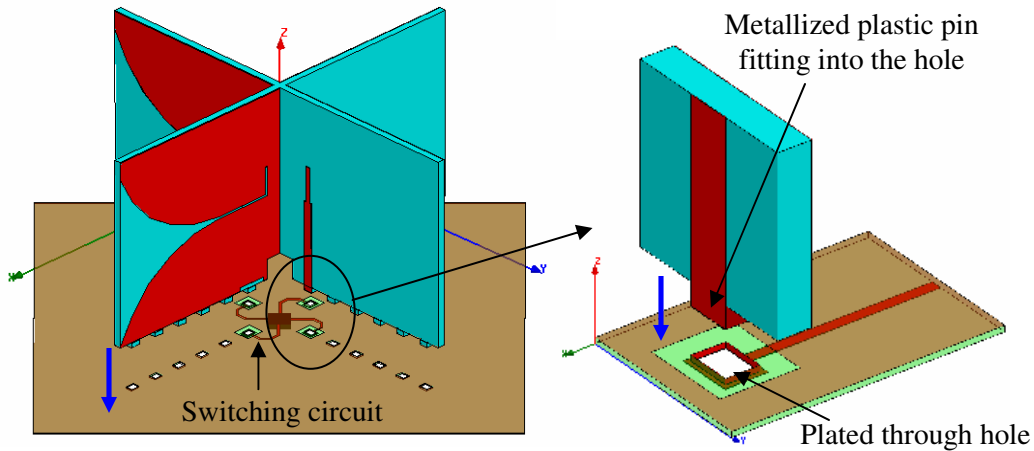 Metallized plastic pin
fitting into the hole
Z
X
Y
Switching circuit
Z
X
Y
Plated through hole